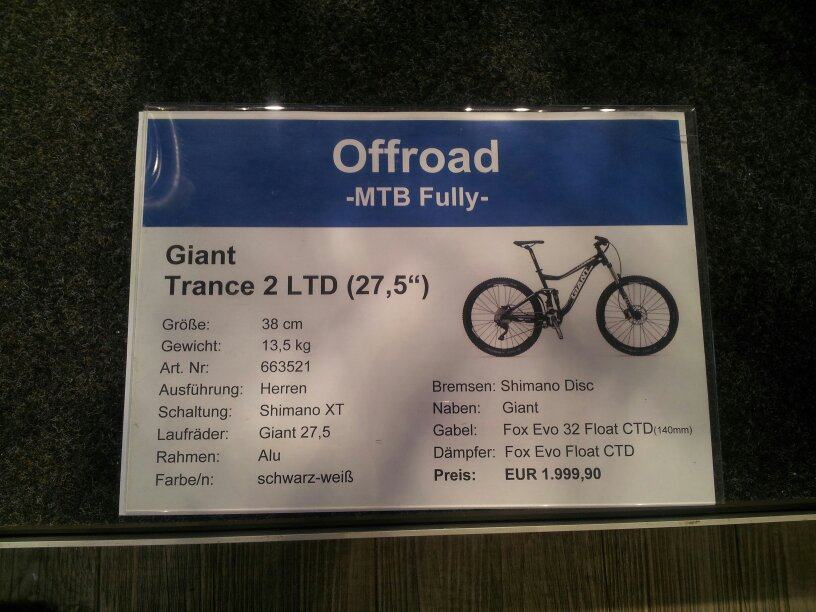 Offroad
-MTB Fully-
Giant
Trance 2 LTD (27,5“)
GIANT
Größe: 38 cm
Gewicht: 13,5 kg
Art. Nr: 663521
Ausführung: Herren
Schaltung: Shimano XT
Laufräder: Giant 27,5
Rahmen: Alu
Farbe/n: schwarz-weiß
Bremsen: Shimano Disc
Naben: Giant
Gabel: Fox Evo 32 Float CTD(140mm)
Dämpfer: Fox Evo Float CTD
Preis: EUR 1.999,90